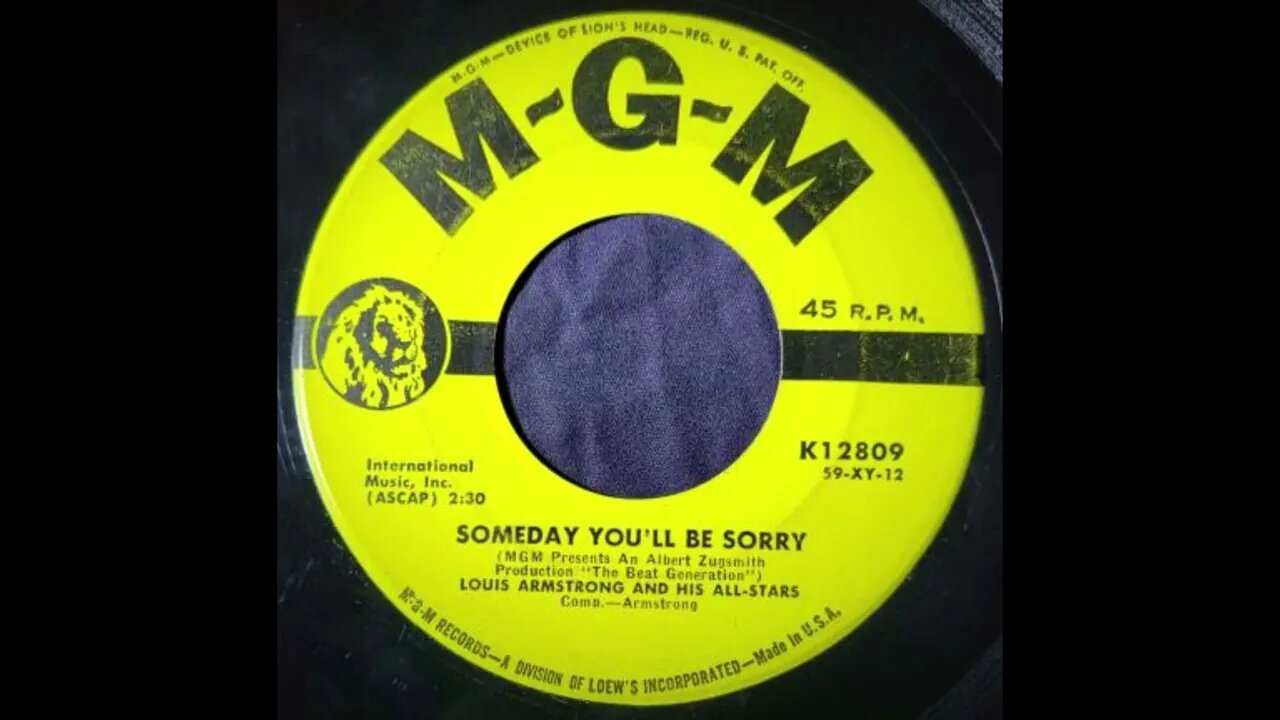 M-G-M—DEVICE OF LION'S HEAD—REG. U. S. PAT. OFF.
M-G-M
45 R.P.M.
K12809
59-XY-12
International
Music, Inc.
(ASCAP) 2:30
SOMEDAY YOU'LL BE SORRY
(MGM Presents An Albert Zugsmith
Production "The Beat Generation")
LOUIS ARMSTRONG AND HIS ALL-STARS
Comp.—Armstrong
M-G-M RECORDS—A DIVISION OF LOEW'S INCORPORATED—Made in U.S.A.